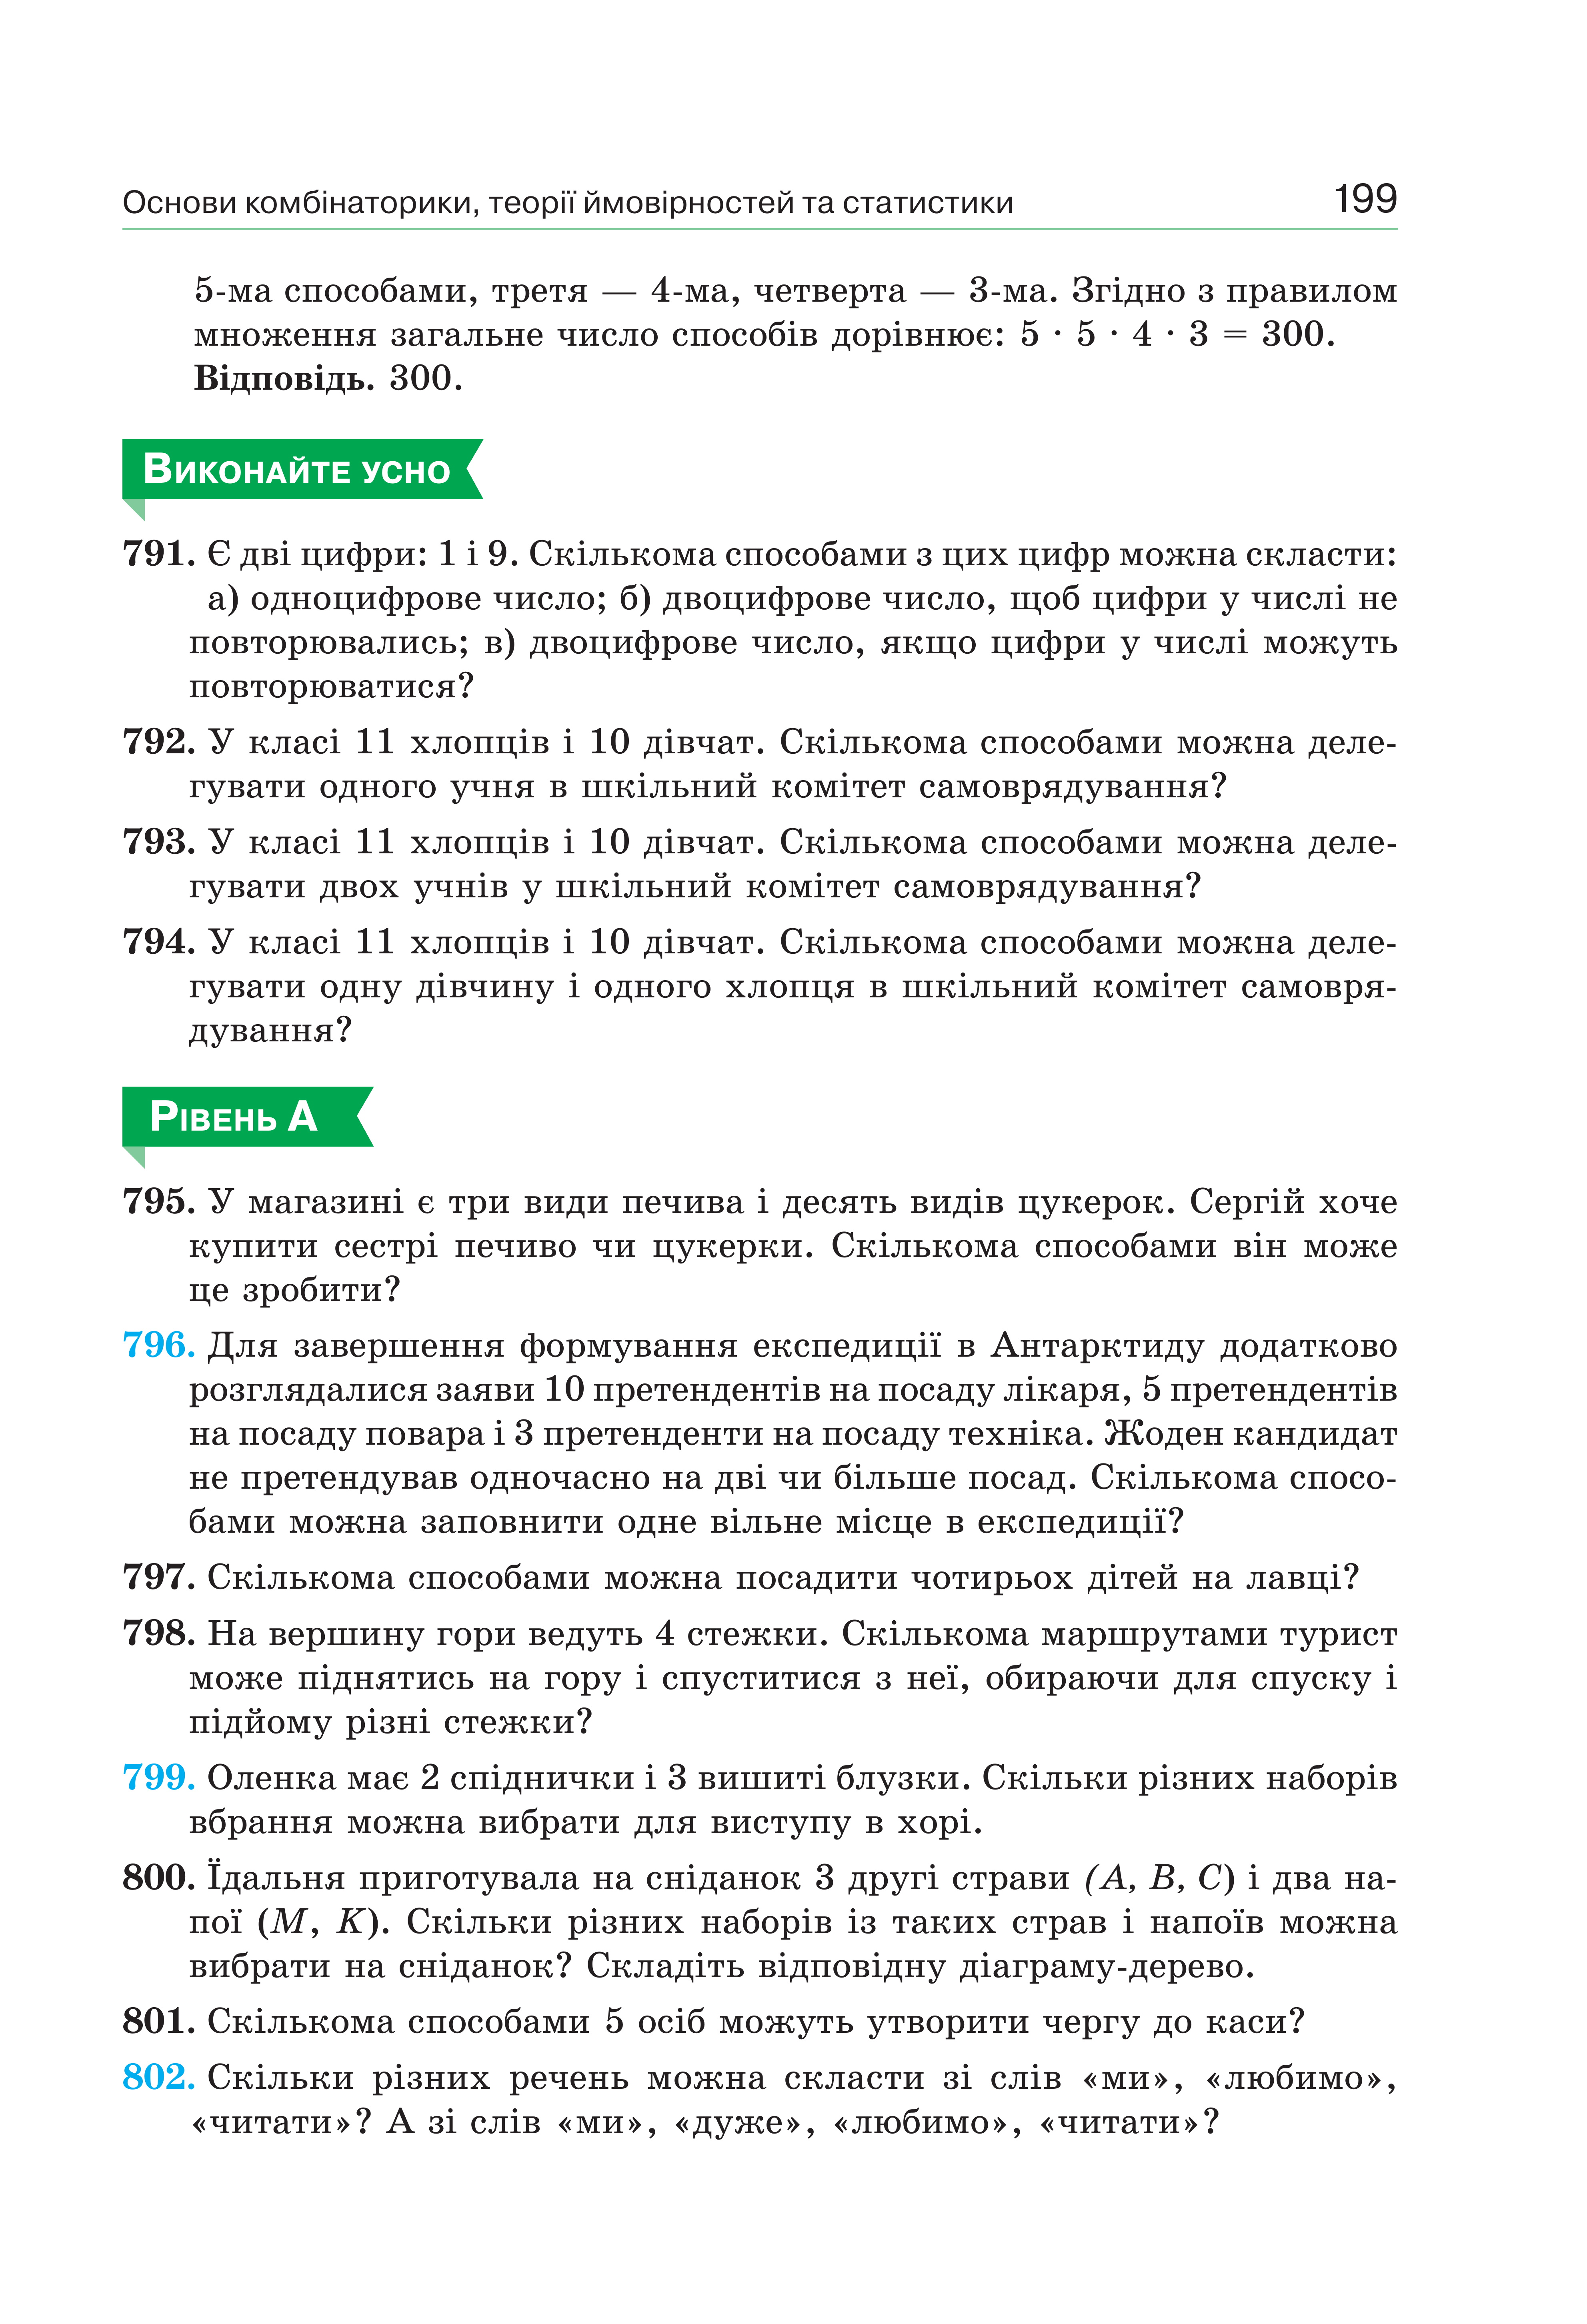 Основи комбінаторики, теорії ймовірностей та статистики 199
5-ма способами, третя — 4-ма, четверта — 3-ма. Згідно з правилом
множення загальне число способів дорівнює: 5 · 5 · 4 · 3 = 300.
Відповідь. 300.
Виконайте усно
791. Є дві цифри: 1 і 9. Скількома способами з цих цифр можна скласти:
а) одноцифрове число; б) двоцифрове число, щоб цифри у числі не
повторювались; в) двоцифрове число, якщо цифри у числі можуть
повторюватися?
792. У класі 11 хлопців і 10 дівчат. Скількома способами можна деле-
гувати одного учня в шкільний комітет самоврядування?
793. У класі 11 хлопців і 10 дівчат. Скількома способами можна деле-
гувати двох учнів у шкільний комітет самоврядування?
794. У класі 11 хлопців і 10 дівчат. Скількома способами можна деле-
гувати одну дівчину і одного хлопця в шкільний комітет самовря-
дування?
Рівень А
795. У магазині є три види печива і десять видів цукерок. Сергій хоче
купити сестрі печиво чи цукерки. Скількома способами він може
це зробити?
796. Для завершення формування експедиції в Антарктиду додатково
розглядалися заяви 10 претендентів на посаду лікаря, 5 претендентів
на посаду повара і 3 претенденти на посаду техніка. Жоден кандидат
не претендував одночасно на дві чи більше посад. Скількома спосо-
бами можна заповнити одне вільне місце в експедиції?
797. Скількома способами можна посадити чотирьох дітей на лавці?
798. На вершину гори ведуть 4 стежки. Скількома маршрутами турист
може піднятись на гору і спуститися з неї, обираючи для спуску і
підйому різні стежки?
799. Оленка має 2 спіднички і 3 вишиті блузки. Скільки різних наборів
вбрання можна вибрати для виступу в хорі.
800. Їдальня приготувала на сніданок 3 другі страви (A, B, C) і два на-
пої (M, K). Скільки різних наборів із таких страв і напоїв можна
вибрати на сніданок? Складіть відповідну діаграму-дерево.
801. Скількома способами 5 осіб можуть утворити чергу до каси?
802. Скільки різних речень можна скласти зі слів «ми», «любимо»,
«читати»? А зі слів «ми», «дуже», «любимо», «читати»?